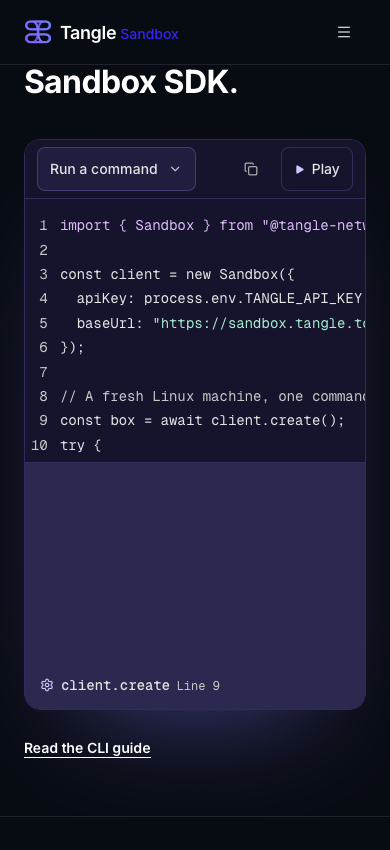 Tangle Sandbox
Sandbox SDK.
Run a command
Play
1 import { Sandbox } from "@tangle-netw
2
3 const client = new Sandbox({
4   apiKey: process.env.TANGLE_API_KEY
5   baseUrl: "https://sandbox.tangle.to
6 });
7
8 // A fresh Linux machine, one command
9 const box = await client.create();
10 try {
client.create Line 9
Read the CLI guide